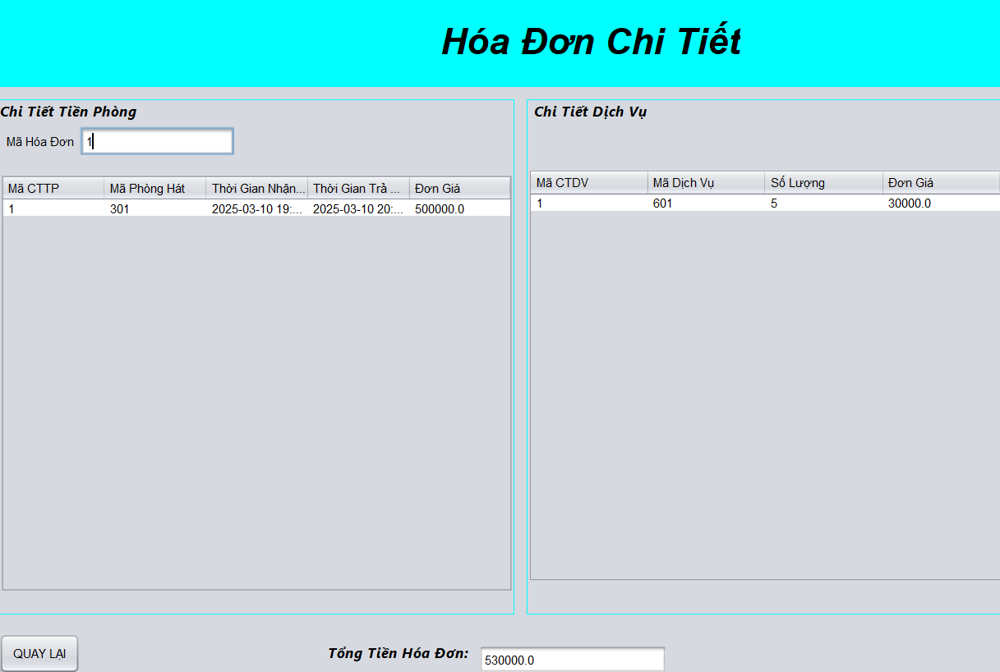 Hóa Đơn Chi Tiết
Chi Tiết Tiền Phòng
Mã Hóa Đơn 1
Mã CTTP Mã Phòng Hát Thời Gian Nhận... Thời Gian Trả ... Đơn Giá
1 301 2025-03-10 19:... 2025-03-10 20:... 500000.0
Chi Tiết Dịch Vụ
Mã CTDV Mã Dịch Vụ Số Lượng Đơn Giá
1 601 5 30000.0
QUAY LẠI
Tổng Tiền Hóa Đơn: 530000.0